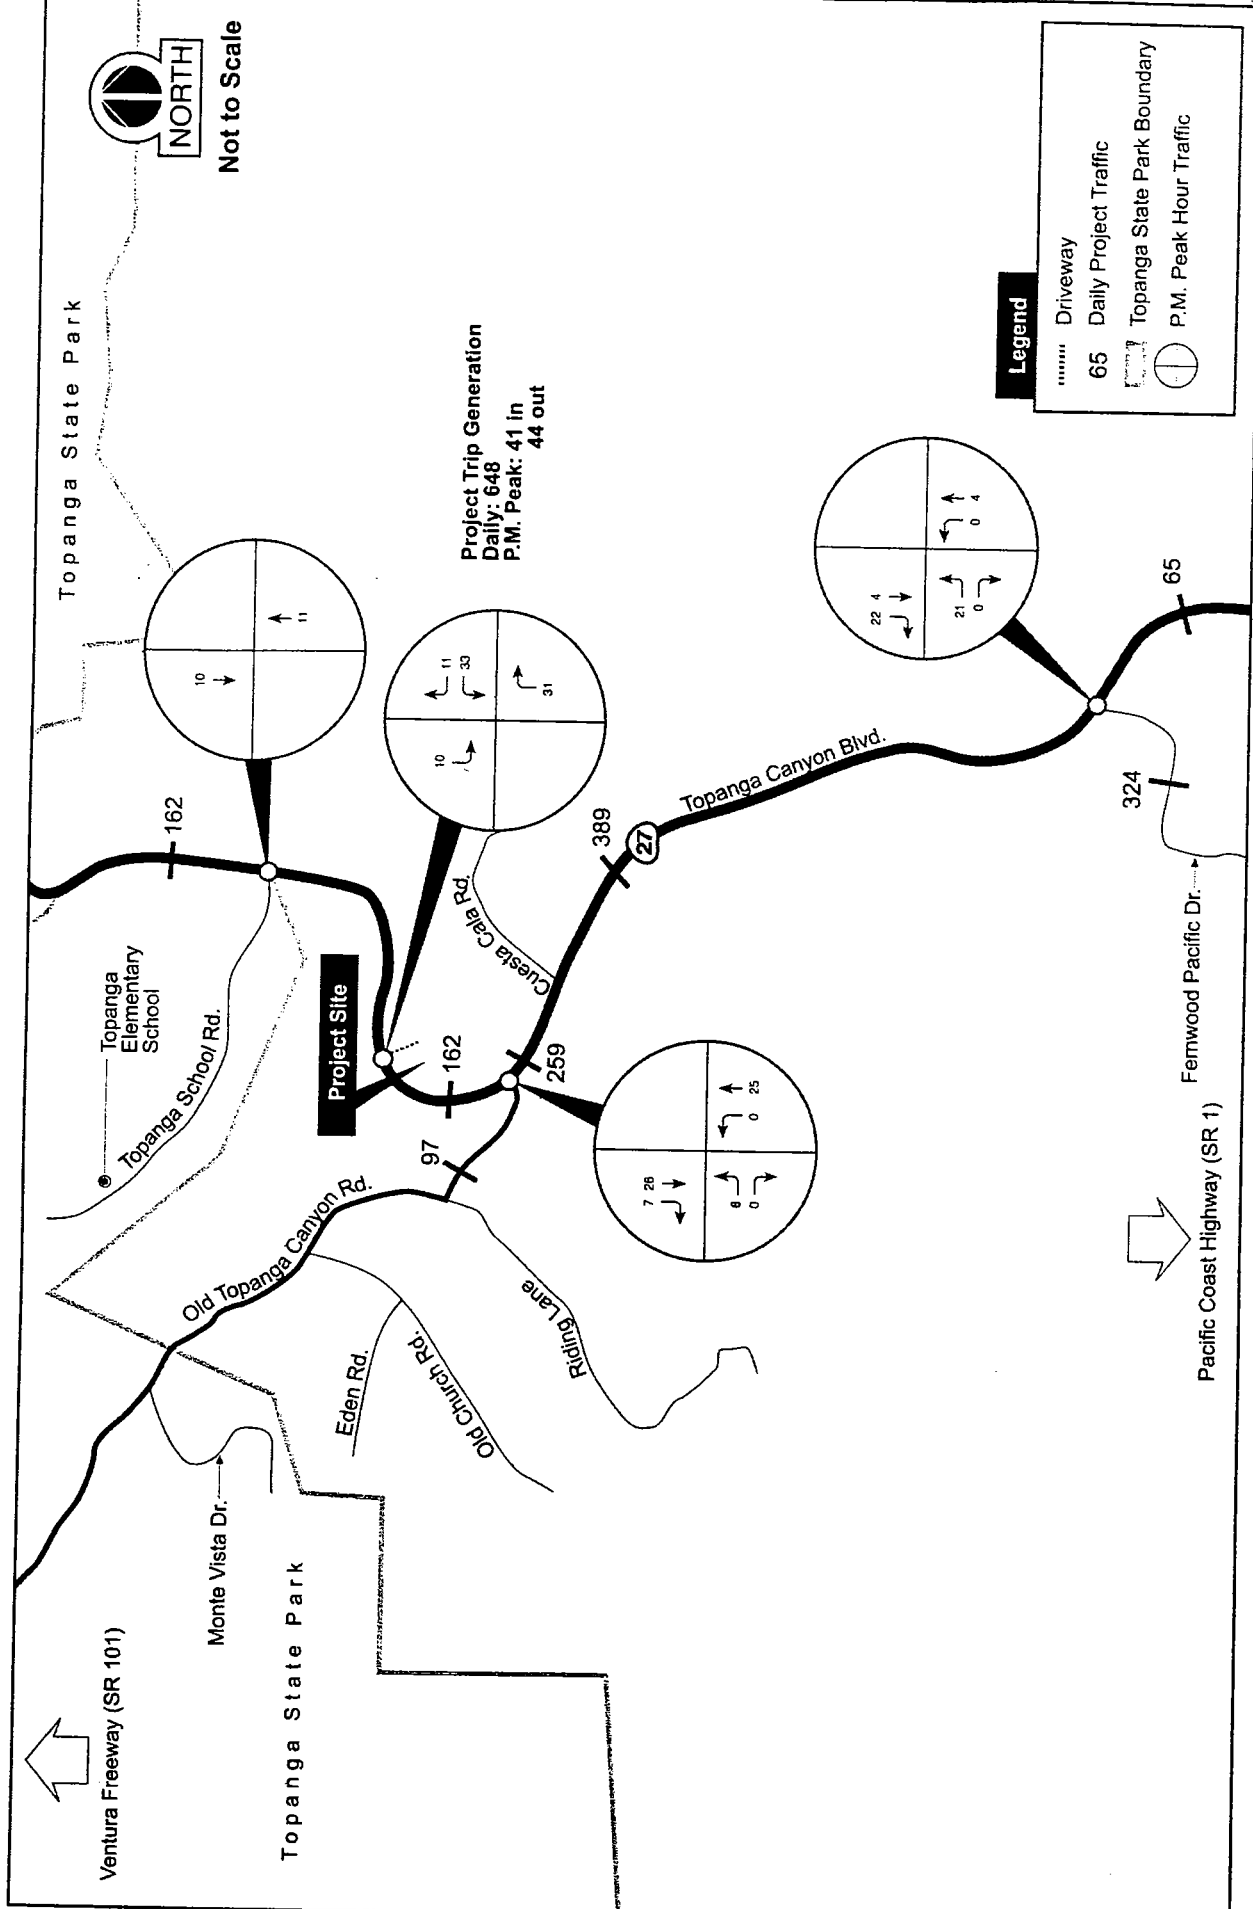 NORTH
Not to Scale
Topanga State Park
11
10
162
Topanga
Elementary
School
Topanga School Rd.
Project Trip Generation
Daily: 648
P.M. Peak: 41 in
44 out
11
33
10
31
Project Site
162
Cuesta Cala Rd.
259
389
27
Topanga Canyon Blvd.
97
Old Topanga Canyon Rd.
7 26
0 25
0
Riding Lane
Eden Rd.
Old Church Rd.
Monte Vista Dr.
Topanga State Park
Ventura Freeway (SR 101)
22 4
21
0
0 4
65
324
Fernwood Pacific Dr.
Pacific Coast Highway (SR 1)
Legend
Driveway
65 Daily Project Traffic
Topanga State Park Boundary
P.M. Peak Hour Traffic